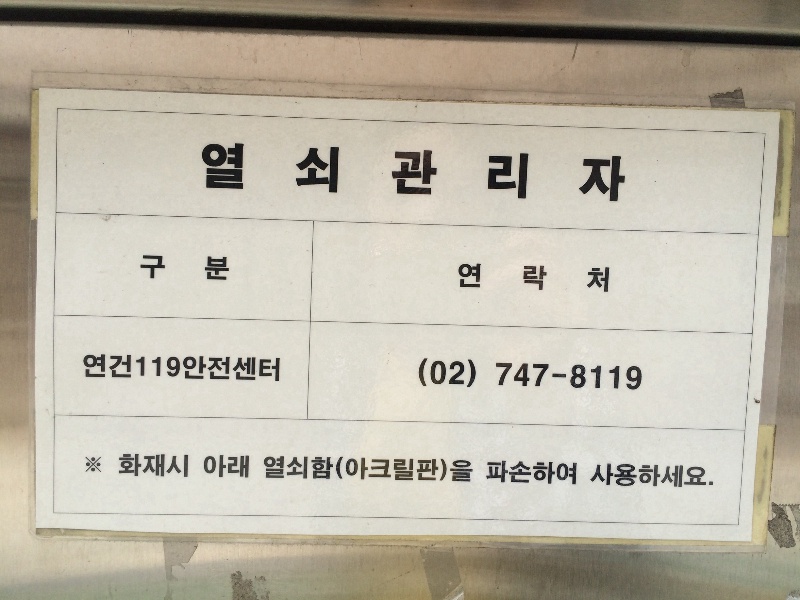 열 쇠 관 리 자
구 분 연 락 처
연건119안전센터 (02) 747-8119
※ 화재시 아래 열쇠함(아크릴판)을 파손하여 사용하세요.